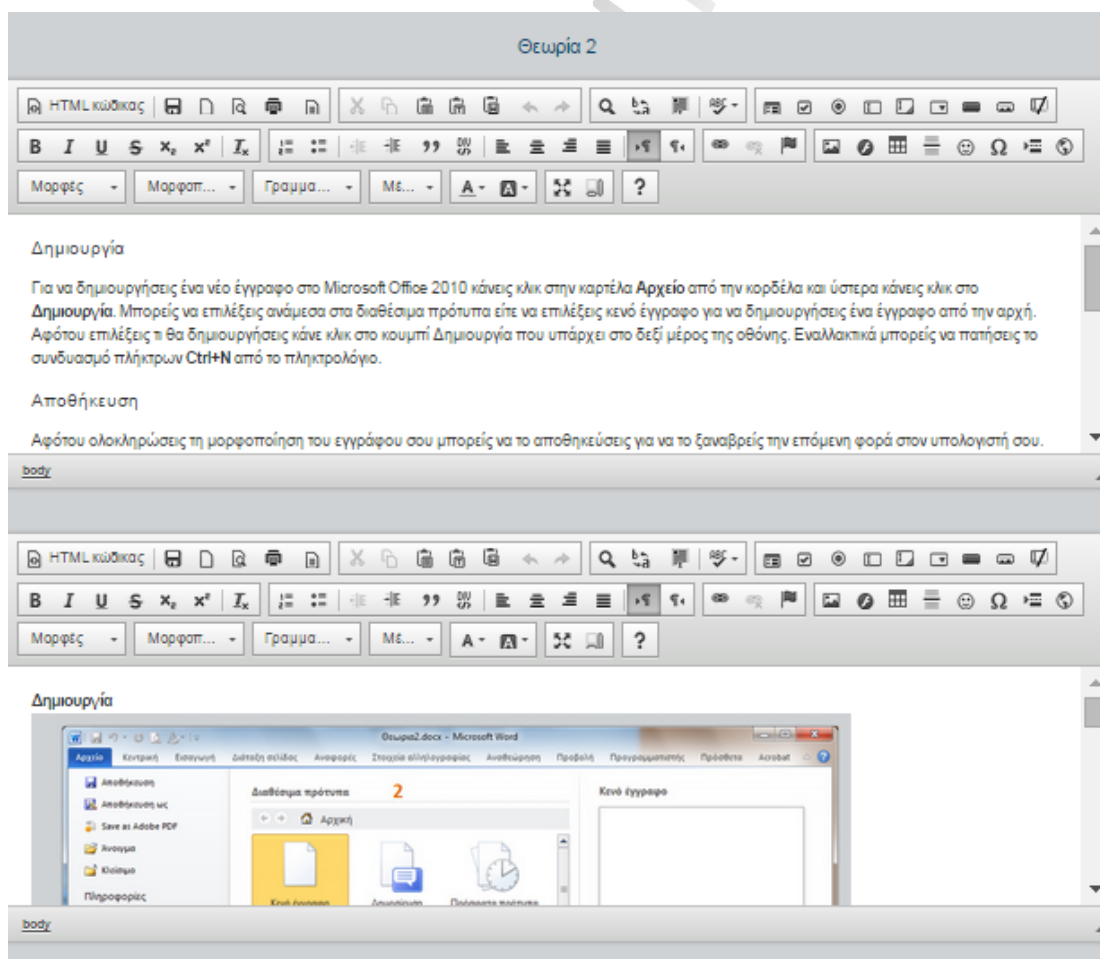 Θεωρία 2
HTML κώδικας
Μορφές Μορφοπ... Γραμμα... Μέ... ?
Δημιουργία
Για να δημιουργήσεις ένα νέο έγγραφο στο Microsoft Office 2010 κάνεις κλικ στην καρτέλα Αρχείο από την κορδέλα και ύστερα κάνεις κλικ στο
Δημιουργία. Μπορείς να επιλέξεις ανάμεσα στα διαθέσιμα πρότυπα είτε να επιλέξεις κενό έγγραφο για να δημιουργήσεις ένα έγγραφο από την αρχή.
Αφότου επιλέξεις τι θα δημιουργήσεις κάνε κλικ στο κουμπί Δημιουργία που υπάρχει στο δεξί μέρος της οθόνης. Εναλλακτικά μπορείς να πατήσεις το
συνδυασμό πλήκτρων Ctrl+N από το πληκτρολόγιο.
Αποθήκευση
Αφότου ολοκληρώσεις τη μορφοποίηση του εγγράφου σου μπορείς να το αποθηκεύσεις για να το ξαναβρείς την επόμενη φορά στον υπολογιστή σου.
body
HTML κώδικας
Μορφές Μορφοπ... Γραμμα... Μέ... ?
Δημιουργία
Θεωρια2.docx - Microsoft Word
Αρχείο Κεντρική Εισαγωγή Διάταξη σελίδας Αναφορές Στοιχεία αλληλογραφίας Αναθεώρηση Προβολή Προγραμματιστής Πρόσθετα Acrobat
Αποθήκευση
Διαθέσιμα πρότυπα 2 Κενό έγγραφο
Αποθήκευση ως
Save as Adobe PDF Αρχική
Άνοιγμα
Κλείσιμο
Πληροφορίες
Κενό έγγραφο Δημοσίευση Πρόσφατα πρότυπα
body